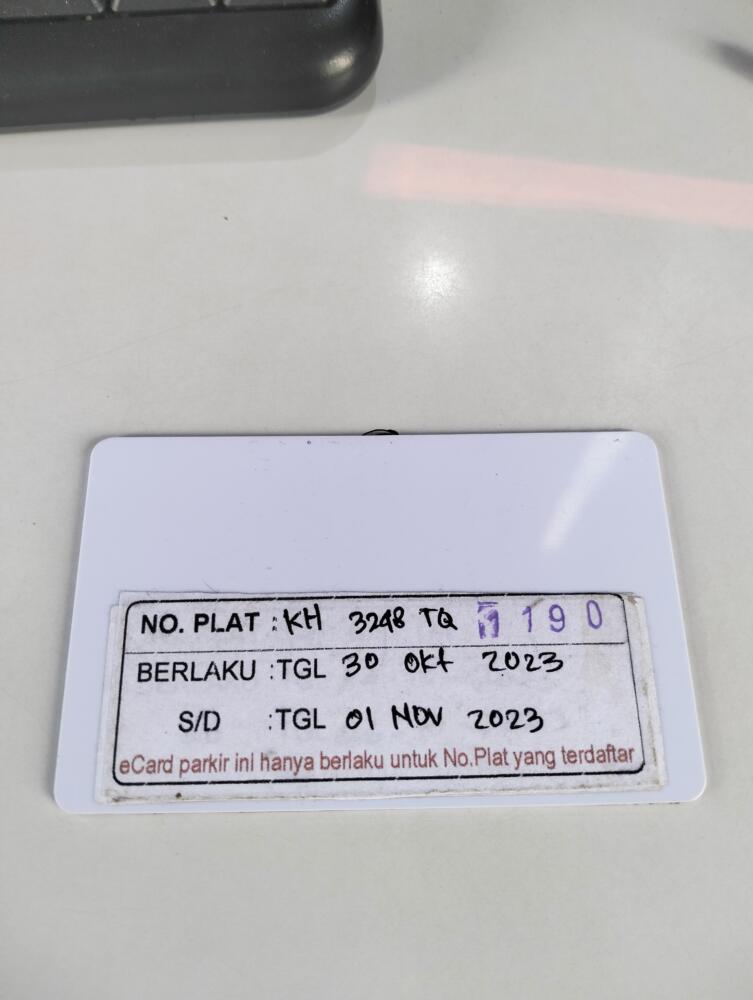 NO. PLAT : KH 3248 TQ 1190
BERLAKU :TGL 30 OKt 2023
S/D :TGL 01 NOV 2023
eCard parkir ini hanya berlaku untuk No.Plat yang terdaftar